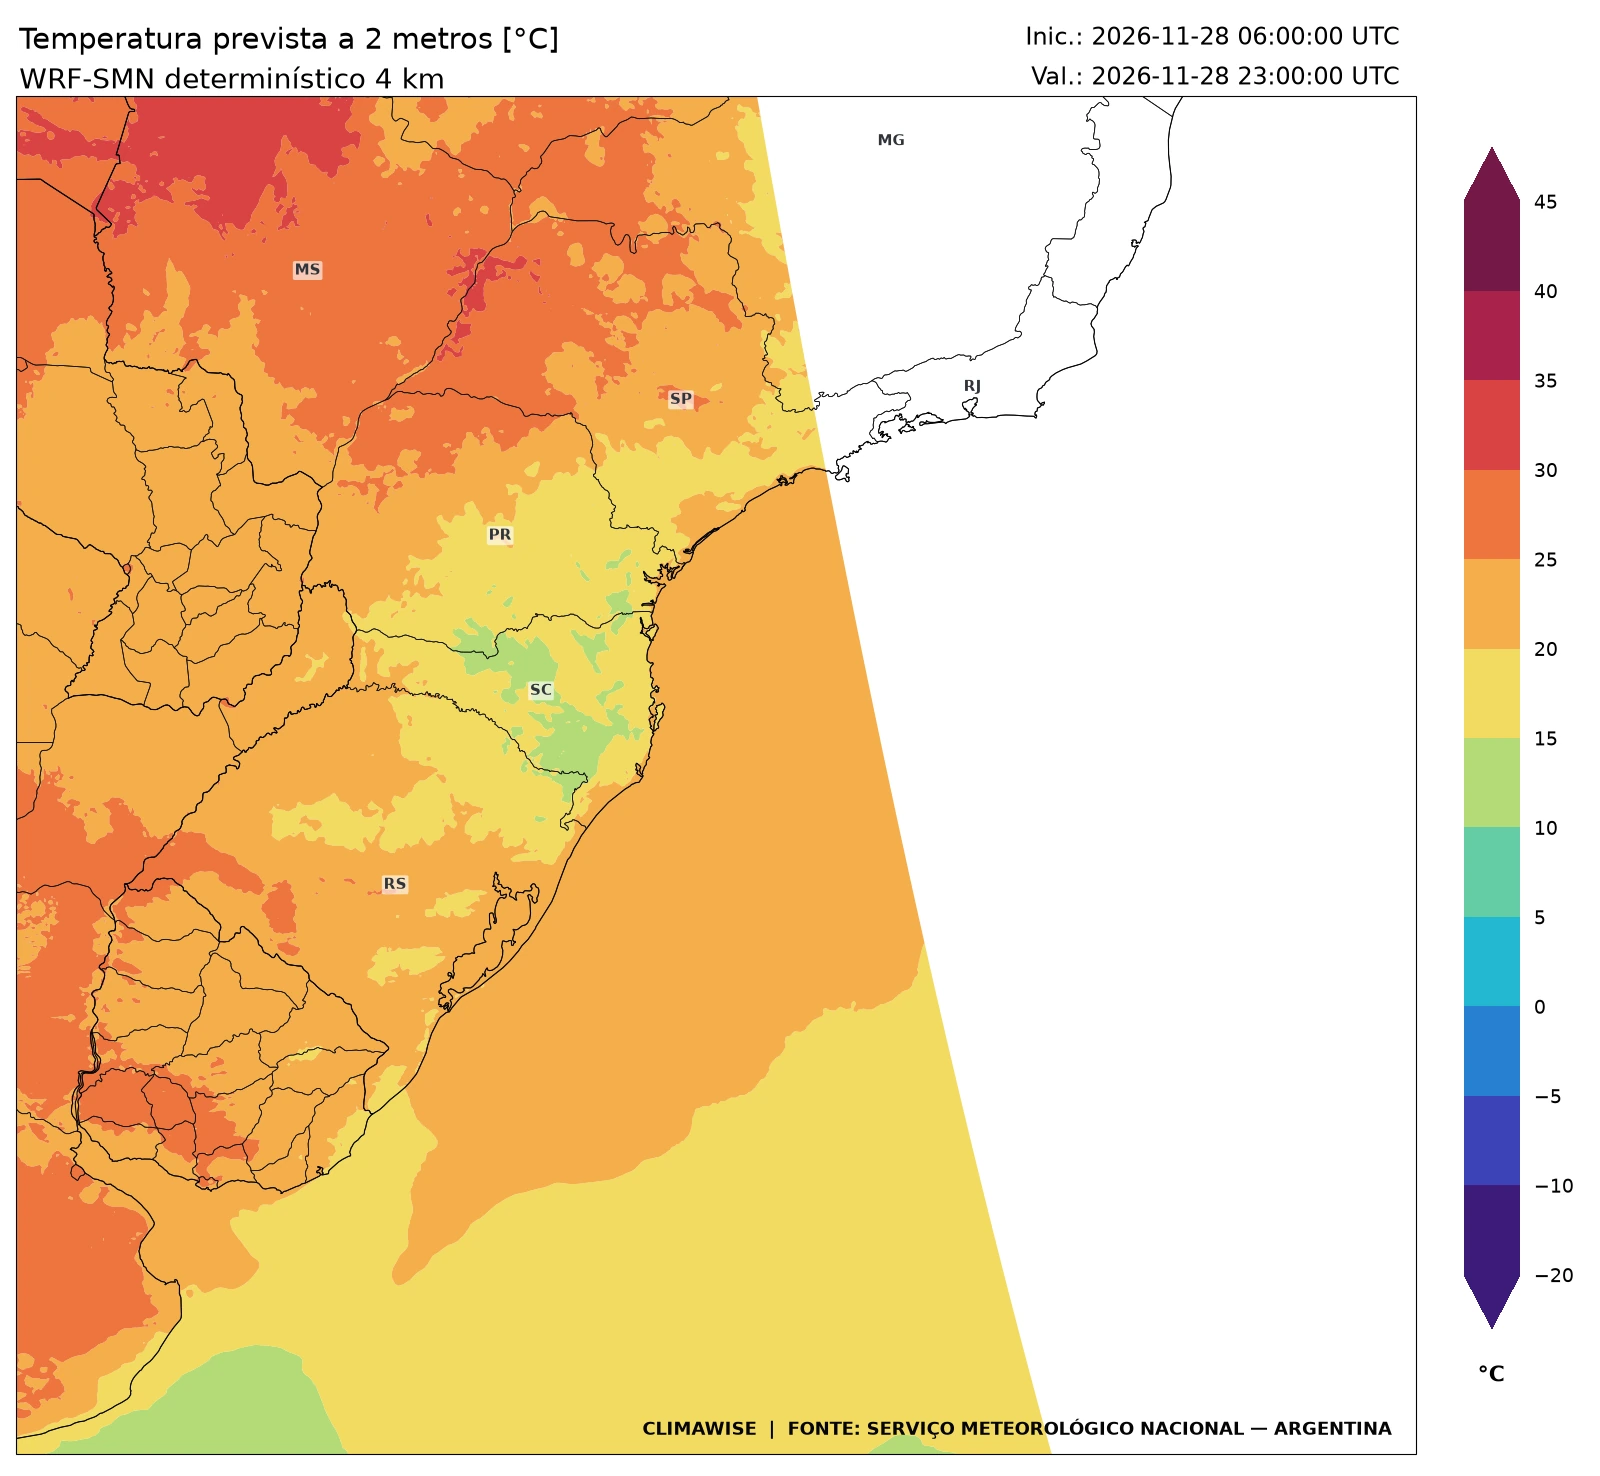 Temperatura prevista a 2 metros [°C]
WRF-SMN determinístico 4 km
Inic.: 2026-11-28 06:00:00 UTC
Val.: 2026-11-28 23:00:00 UTC
MG
MS
RJ
SP
PR
SC
RS
45
40
35
30
25
20
15
10
5
0
−5
−10
−20
°C
CLIMAWISE | FONTE: SERVIÇO METEOROLÓGICO NACIONAL — ARGENTINA